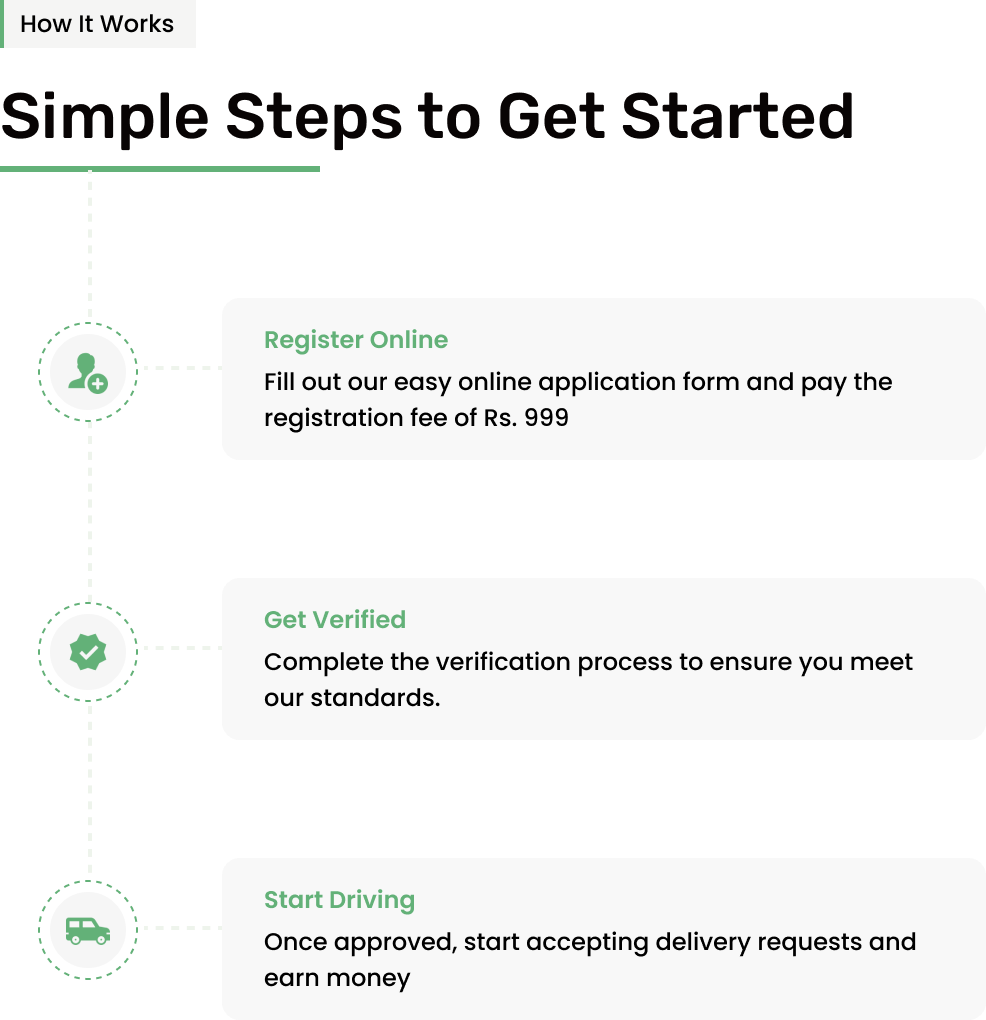 How It Works
Simple Steps to Get Started
Register Online
Fill out our easy online application form and pay the
registration fee of Rs. 999
Get Verified
Complete the verification process to ensure you meet
our standards.
Start Driving
Once approved, start accepting delivery requests and
earn money